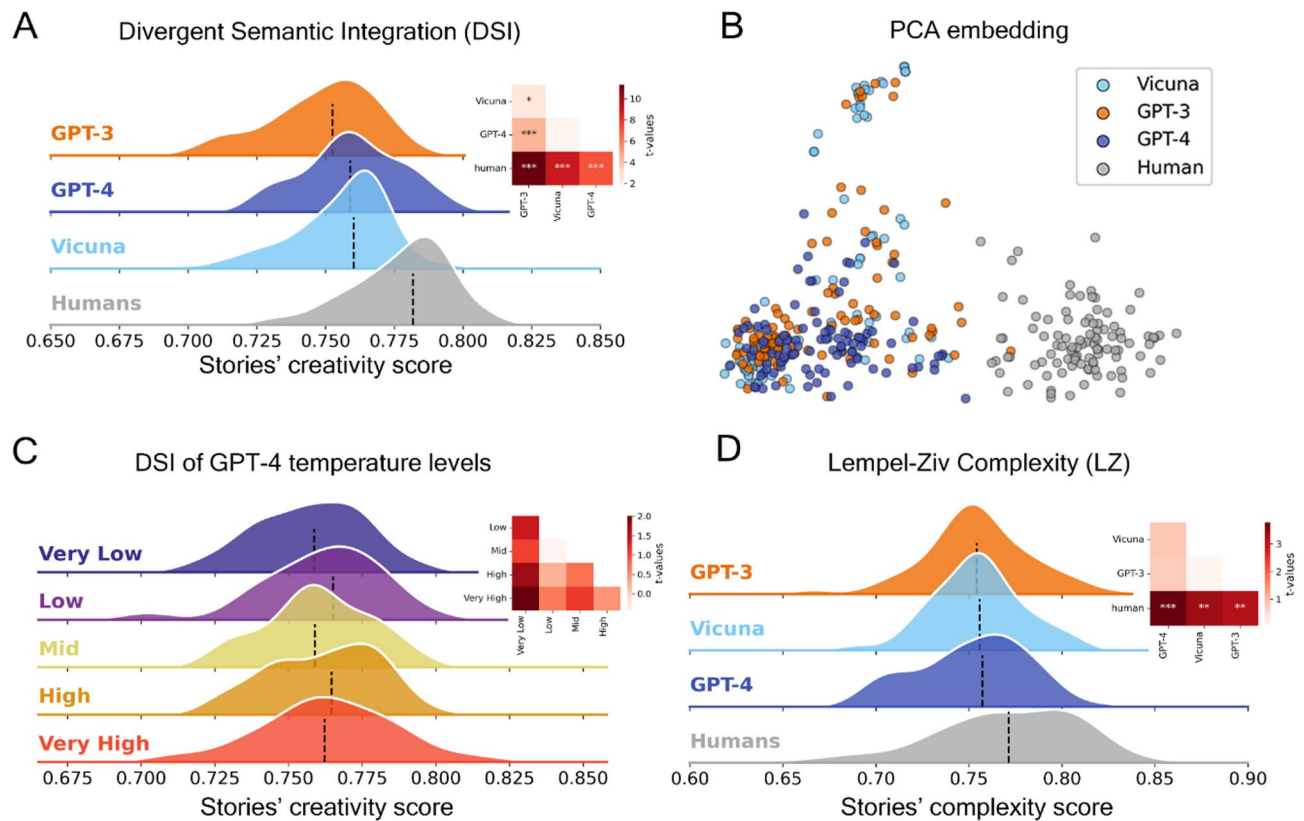 A
Divergent Semantic Integration (DSI)
GPT-3
GPT-4
Vicuna
Humans
0.650 0.675 0.700 0.725 0.750 0.775 0.800 0.825 0.850
Stories’ creativity score
Vicuna
GPT-4
human
*
***
*** *** ***
GPT-3 Vicuna GPT-4
10
8
6
4
2
t-values
B
PCA embedding
Vicuna
GPT-3
GPT-4
Human
C
DSI of GPT-4 temperature levels
Very Low
Low
Mid
High
Very High
0.675 0.700 0.725 0.750 0.775 0.800 0.825 0.850
Stories’ creativity score
Low
Mid
High
Very High
Very Low Low Mid High
2.0
1.5
1.0
0.5
0.0
t-values
D
Lempel-Ziv Complexity (LZ)
GPT-3
Vicuna
GPT-4
Humans
0.60 0.65 0.70 0.75 0.80 0.85 0.90
Stories’ complexity score
Vicuna
GPT-3
human
*** ** **
GPT-4 Vicuna GPT-3
3
2
1
t-values